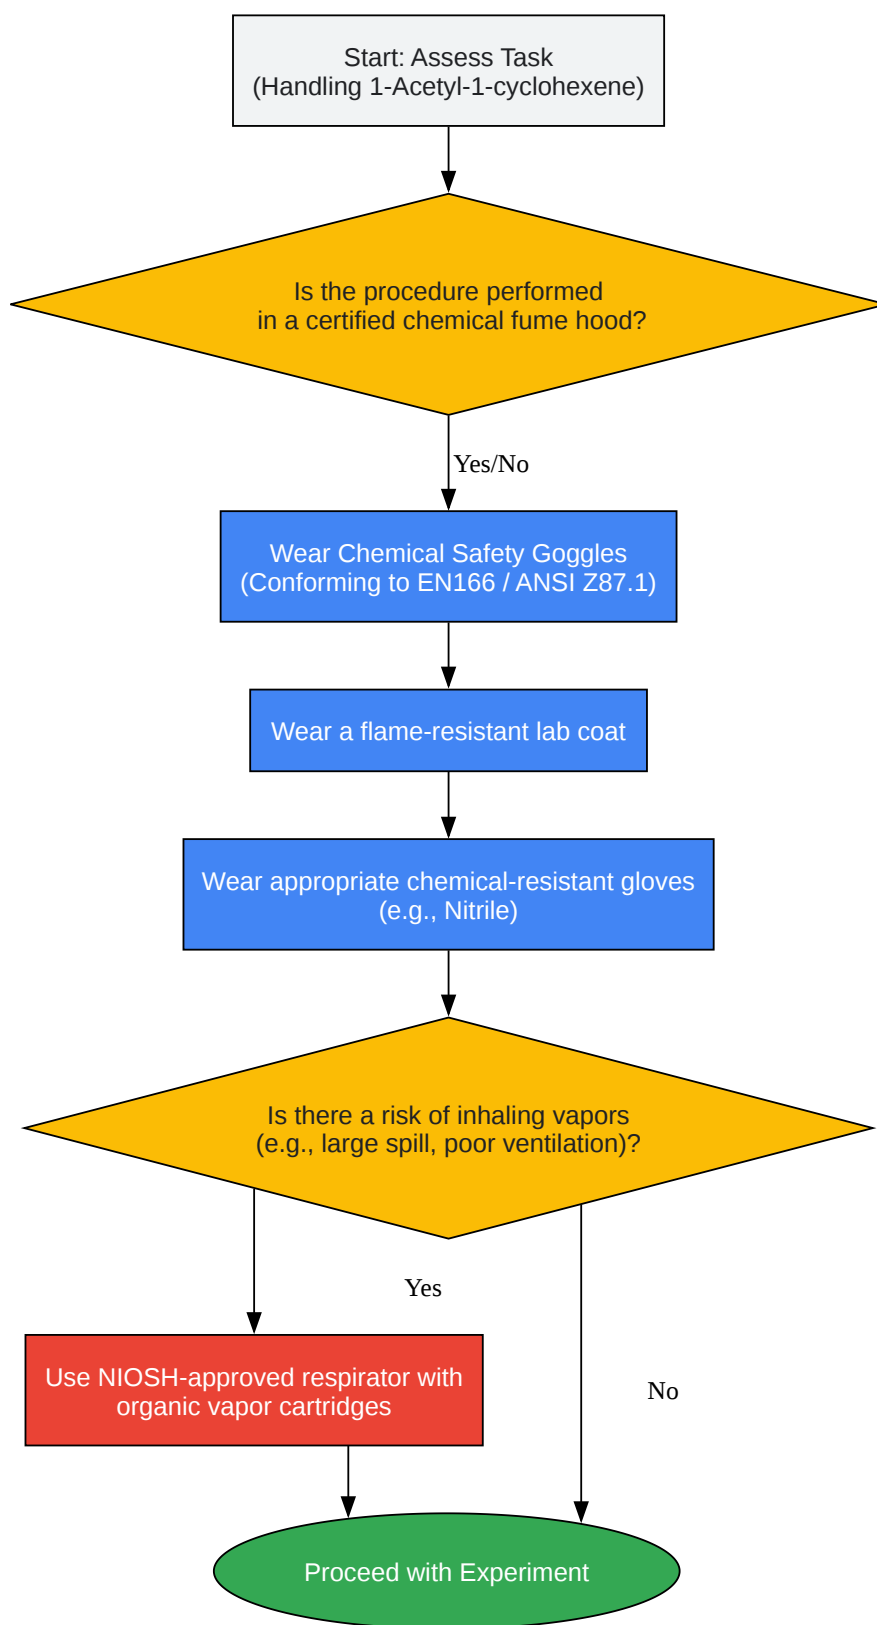 Start: Assess Task
(Handling 1-Acetyl-1-cyclohexene)
Is the procedure performed
in a certified chemical fume hood?
Yes/No
Wear Chemical Safety Goggles
(Conforming to EN166 / ANSI Z87.1)
Wear a flame-resistant lab coat
Wear appropriate chemical-resistant gloves
(e.g., Nitrile)
Is there a risk of inhaling vapors
(e.g., large spill, poor ventilation)?
Yes
Use NIOSH-approved respirator with
organic vapor cartridges
No
Proceed with Experiment